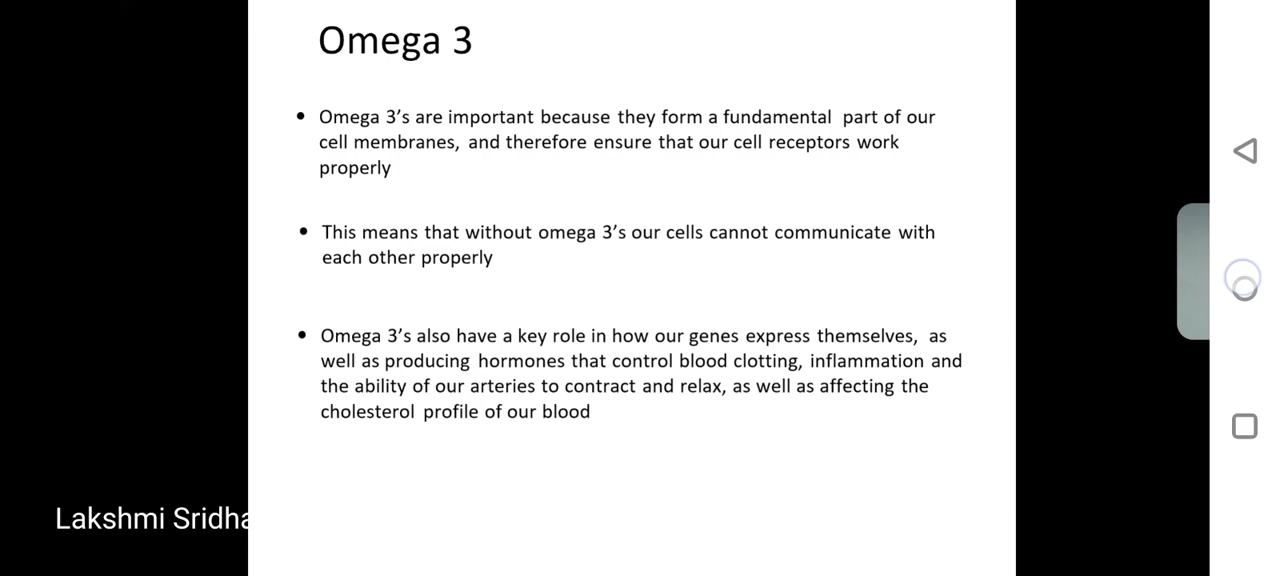 Omega 3
• Omega 3’s are important because they form a fundamental part of our
cell membranes, and therefore ensure that our cell receptors work
properly
• This means that without omega 3’s our cells cannot communicate with
each other properly
• Omega 3’s also have a key role in how our genes express themselves, as
well as producing hormones that control blood clotting, inflammation and
the ability of our arteries to contract and relax, as well as affecting the
cholesterol profile of our blood
Lakshmi Sridha